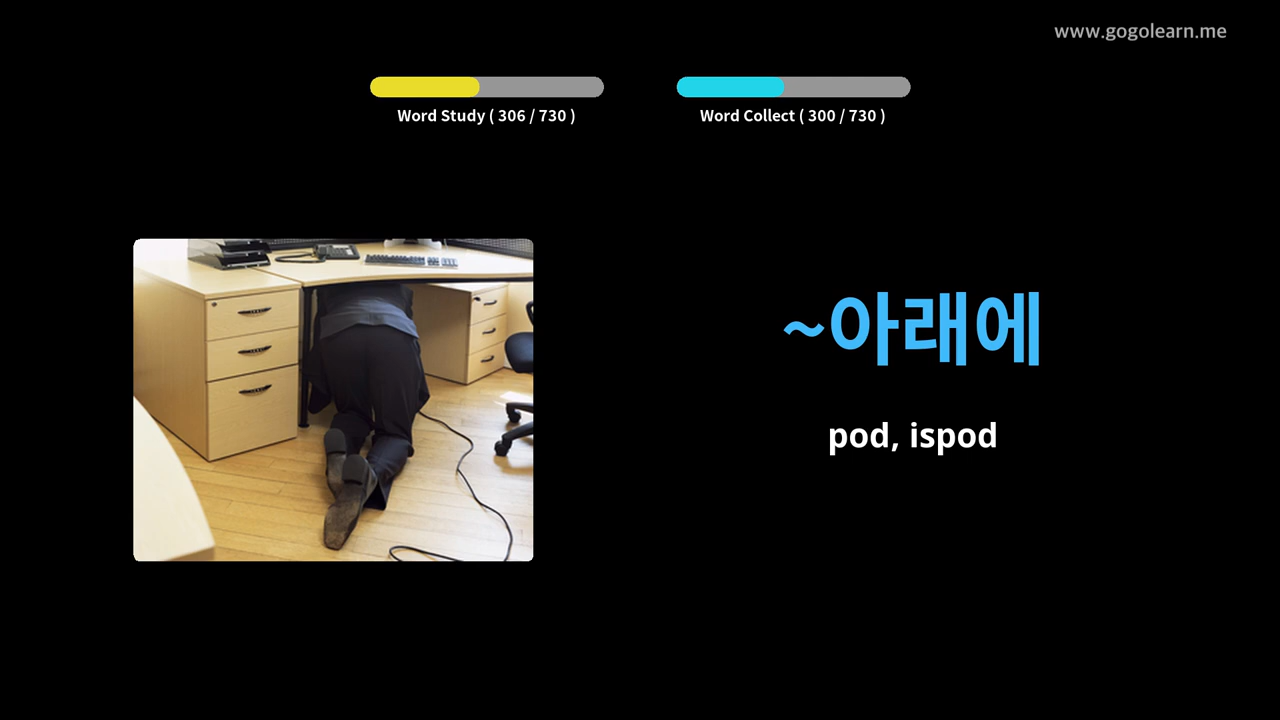 www.gogolearn.me
Word Study ( 306 / 730 )
Word Collect ( 300 / 730 )
~아래에
pod, ispod